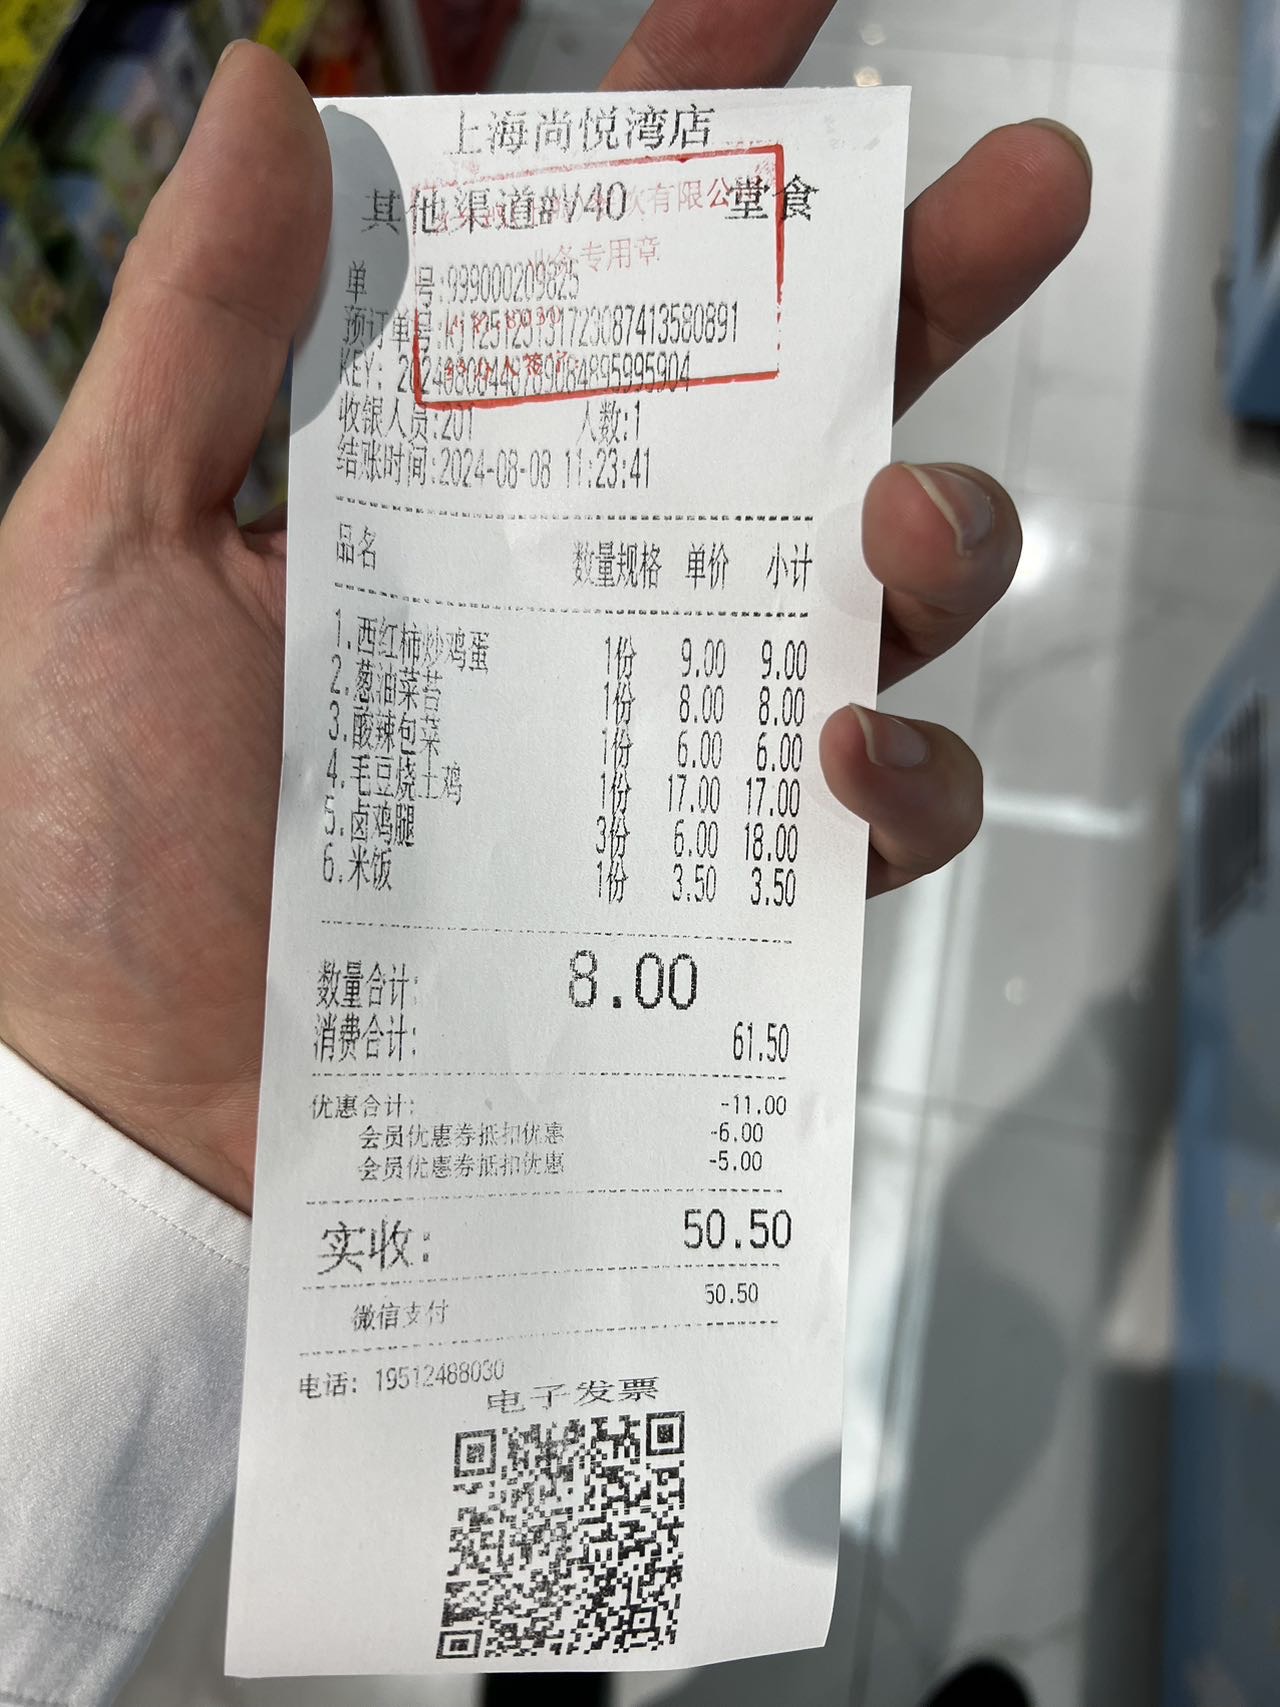 上海尚悦湾店
其他渠道#V40 堂食
有限公
业务专用章
单 号:999000209825
预订单号:
KEY:
收银人员:201 人数:1
结账时间:2024-08-08 11:23:41
品名 数量规格 单价 小计
1.西红柿炒鸡蛋 1份 9.00 9.00
2.葱油菜苔 1份 8.00 8.00
3.酸辣包菜 1份 6.00 6.00
4.毛豆烧土鸡 1份 17.00 17.00
5.卤鸡腿 3份 6.00 18.00
6.米饭 1份 3.50 3.50
数量合计: 8.00
消费合计: 61.50
优惠合计: -11.00
会员优惠券抵扣优惠 -6.00
会员优惠券抵扣优惠 -5.00
实收: 50.50
微信支付 50.50
电话: 19512488030
电子发票